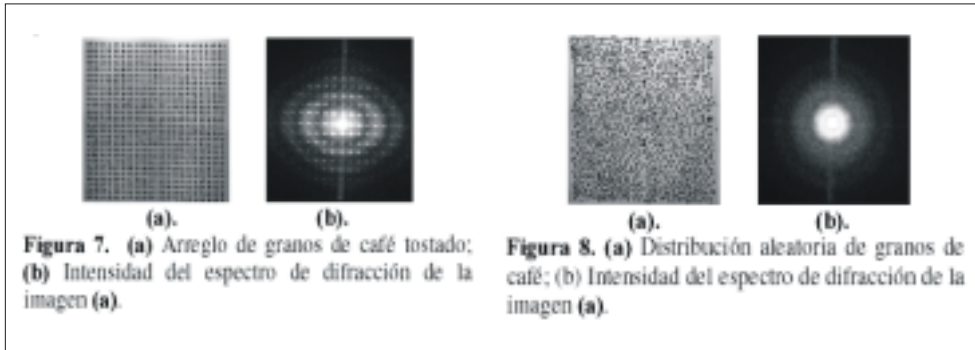 (a). (b).
Figura 7. (a) Arreglo de granos de café tostado;
(b) Intensidad del espectro de difracción de la
imagen (a).
(a). (b).
Figura 8. (a) Distribución aleatoria de granos de
café; (b) Intensidad del espectro de difracción de la
imagen (a).